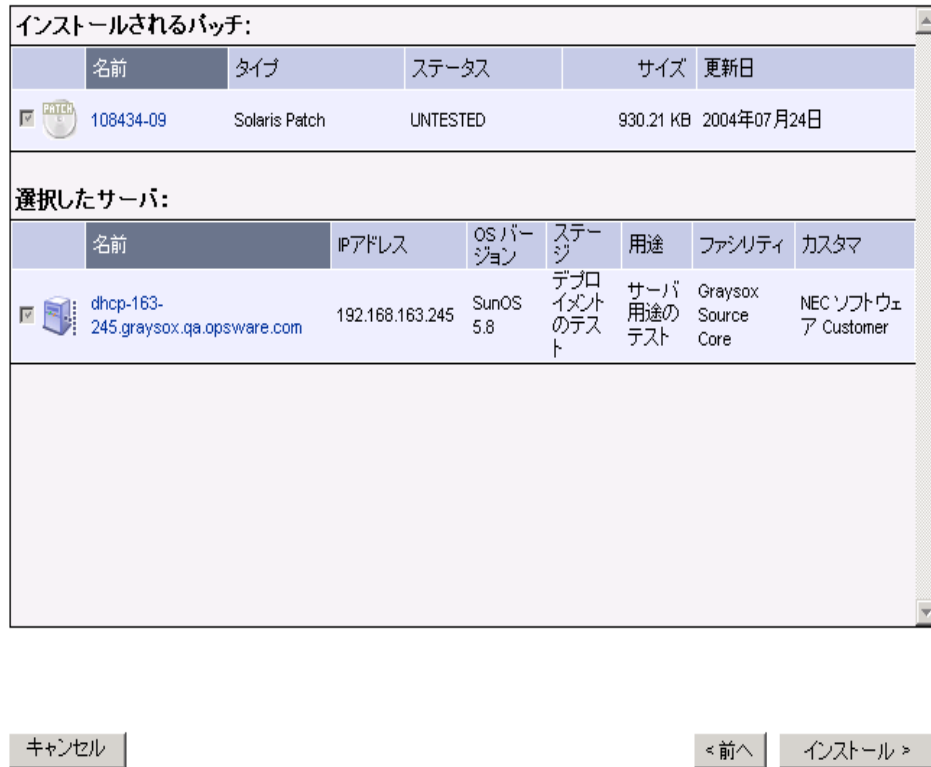 インストールされるパッチ:
名前 タイプ ステータス サイズ 更新日
PATCH
108434-09 Solaris Patch UNTESTED 930.21 KB 2004年07月24日
選択したサーバ:
名前 IPアドレス OS バージョン ステージ 用途 ファシリティ カスタマ
dhcp-163-245.graysox.qa.opsware.com 192.168.163.245 SunOS 5.8 デプロイメントのテスト サーバ用途のテスト Graysox Source Core NEC ソフトウェア Customer
キャンセル <前へ インストール >